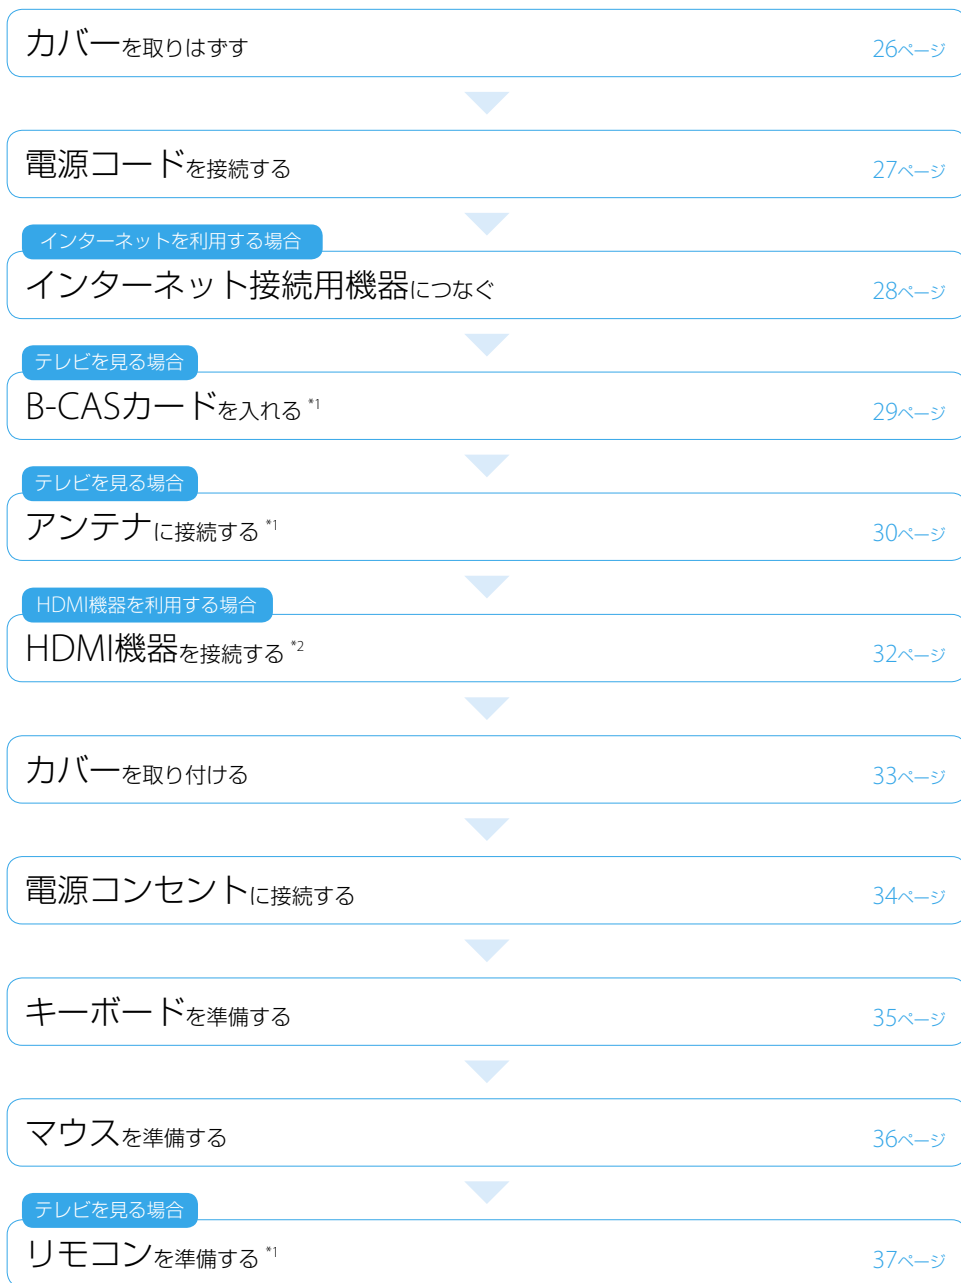 カバーを取りはずす 26ページ
電源コードを接続する 27ページ
インターネットを利用する場合
インターネット接続用機器につなぐ 28ページ
テレビを見る場合
B-CASカードを入れる *1 29ページ
テレビを見る場合
アンテナに接続する *1 30ページ
HDMI機器を利用する場合
HDMI機器を接続する *2 32ページ
カバーを取り付ける 33ページ
電源コンセントに接続する 34ページ
キーボードを準備する 35ページ
マウスを準備する 36ページ
テレビを見る場合
リモコンを準備する *1 37ページ